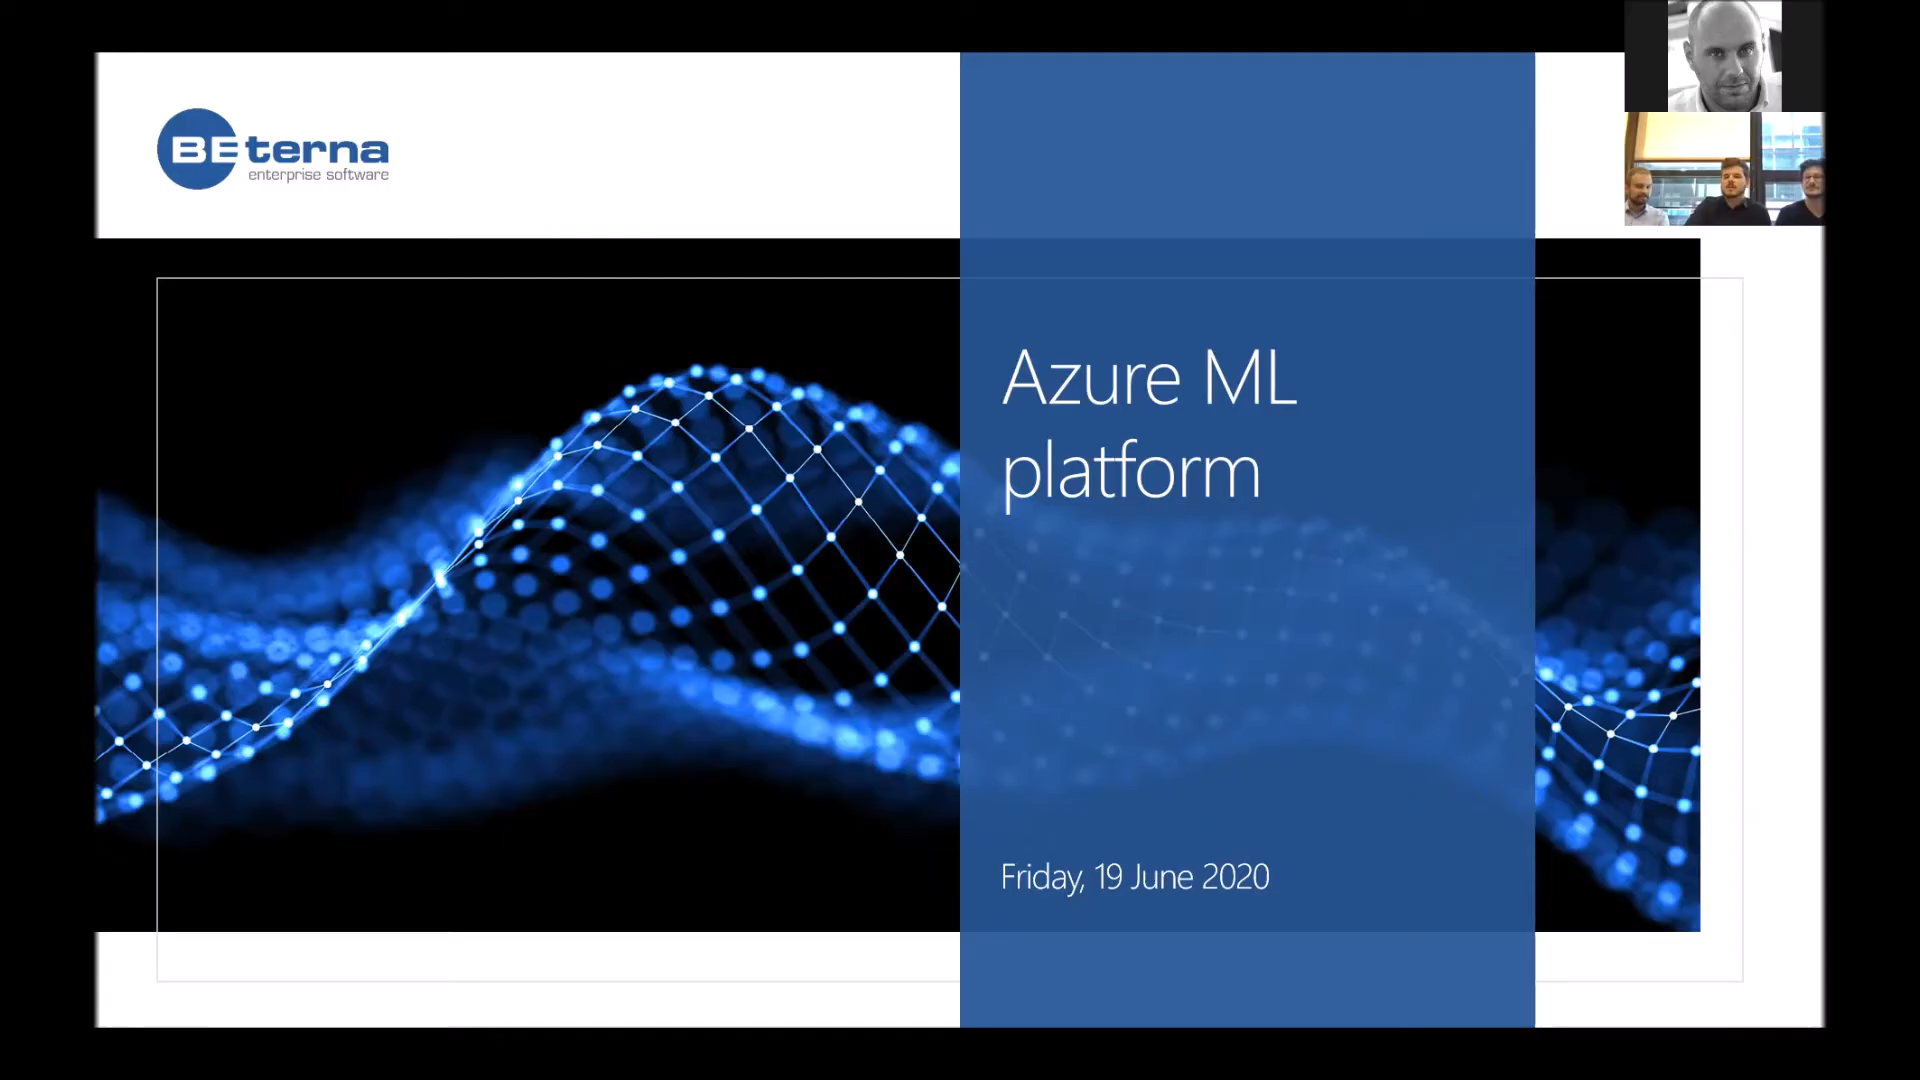 BEterna
enterprise software
Azure ML
platform
Friday, 19 June 2020